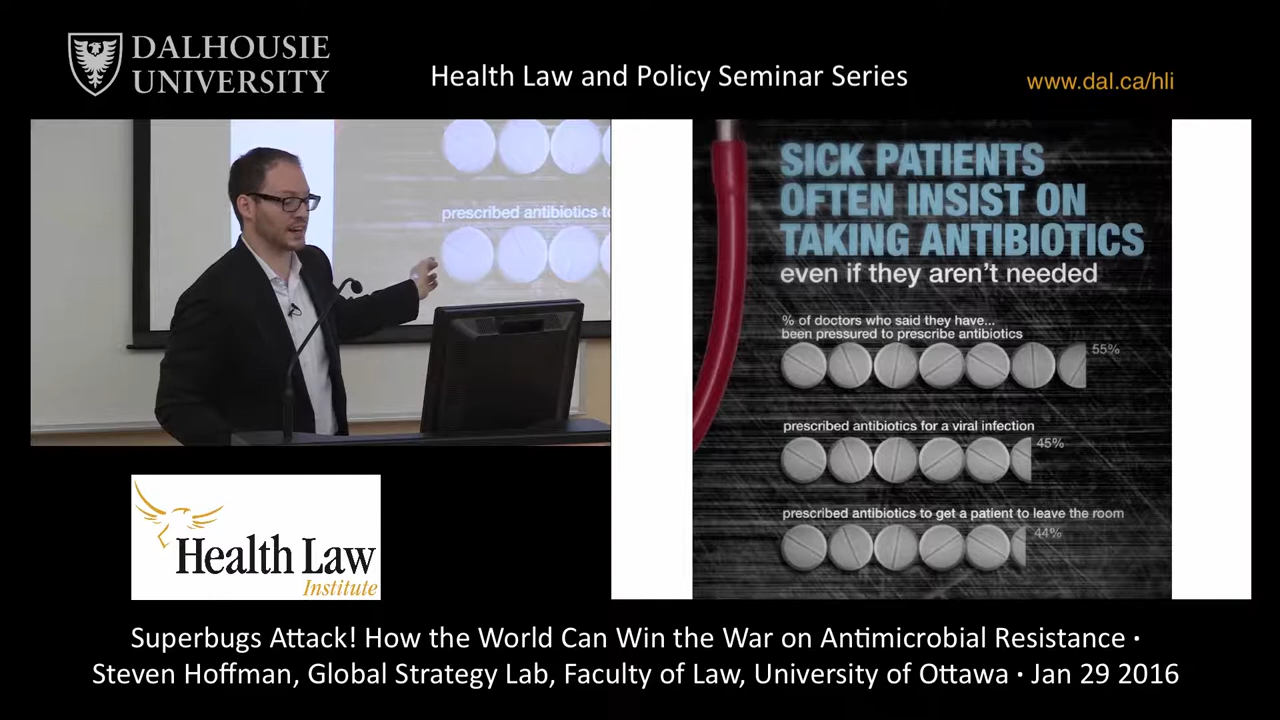 DALHOUSIE
UNIVERSITY
Health Law and Policy Seminar Series
www.dal.ca/hli
prescribed antibiotics to
SICK PATIENTS
OFTEN INSIST ON
TAKING ANTIBIOTICS
even if they aren't needed
% of doctors who said they have...
been pressured to prescribe antibiotics
55%
prescribed antibiotics for a viral infection
45%
prescribed antibiotics to get a patient to leave the room
44%
Health Law
Institute
Superbugs Attack! How the World Can Win the War on Antimicrobial Resistance •
Steven Hoffman, Global Strategy Lab, Faculty of Law, University of Ottawa • Jan 29 2016